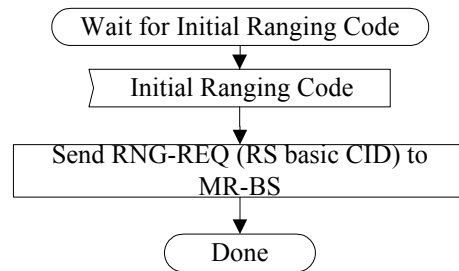 Wait for Initial Ranging Code
Initial Ranging Code
Send RNG-REQ (RS basic CID) to
MR-BS
Done